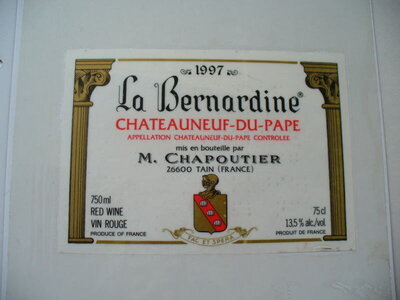 1997
La Bernardine®
CHATEAUNEUF-DU-PAPE
APPELLATION CHATEAUNEUF-DU-PAPE CONTROLEE
mis en bouteille par
M. CHAPOUTIER
26600 TAIN (FRANCE)
750 ml
RED WINE
VIN ROUGE
PRODUCE OF FRANCE
75 cl
13,5 % alc./vol.
PRODUIT DE FRANCE
FAC ET SPERA